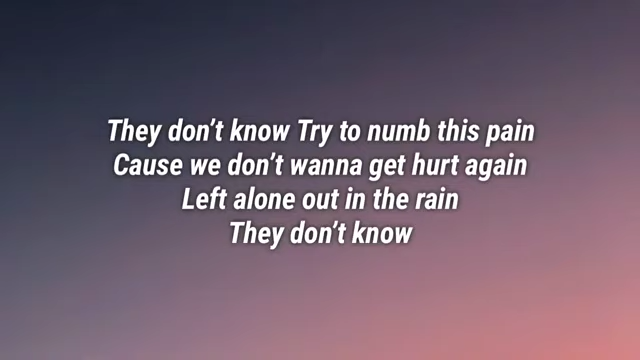 They don’t know Try to numb this pain
Cause we don’t wanna get hurt again
Left alone out in the rain
They don’t know